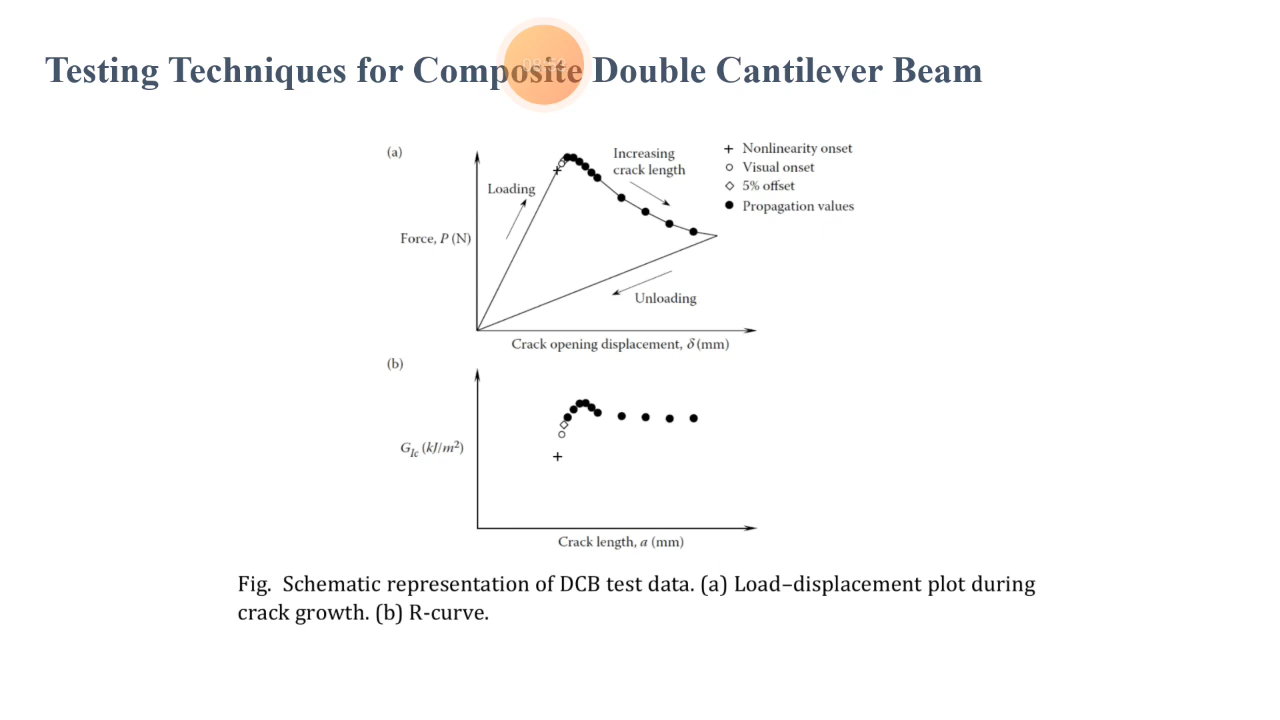 Testing Techniques for Composite Double Cantilever Beam
(a)
Increasing
crack length
Loading
Force, P (N)
Unloading
Crack opening displacement, δ (mm)
+ Nonlinearity onset
○ Visual onset
◇ 5% offset
● Propagation values
(b)
G_Ic (kJ/m²)
Crack length, a (mm)
Fig. Schematic representation of DCB test data. (a) Load–displacement plot during
crack growth. (b) R-curve.